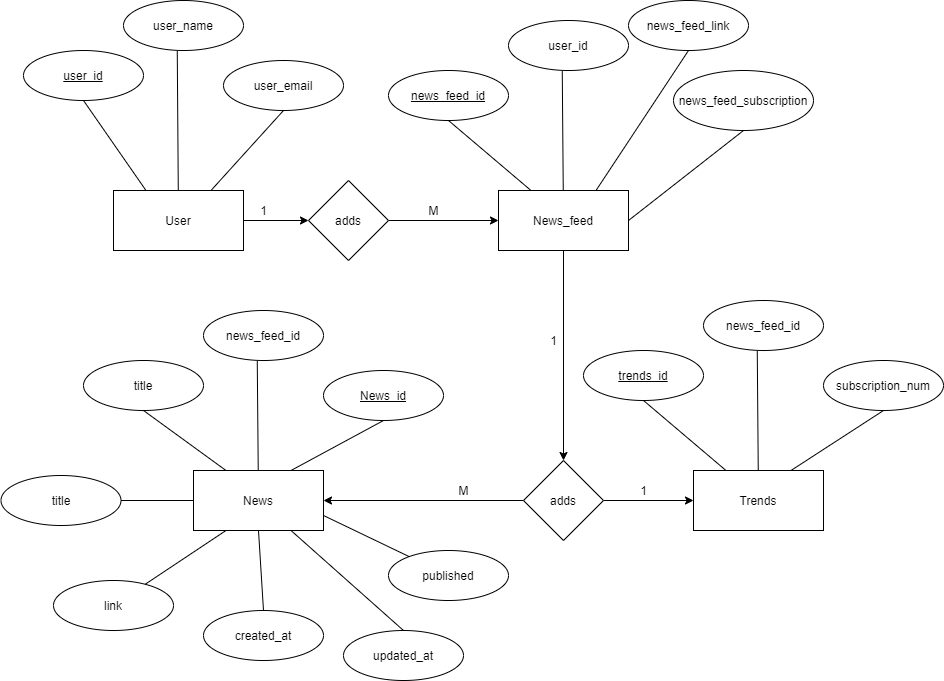 user_name
user_id
user_email
news_feed_link
user_id
news_feed_id
news_feed_subscription
User
1
adds
M
News_feed
1
news_feed_id
title
News_id
title
News
link
created_at
updated_at
published
M
adds
1
news_feed_id
trends_id
subscription_num
Trends